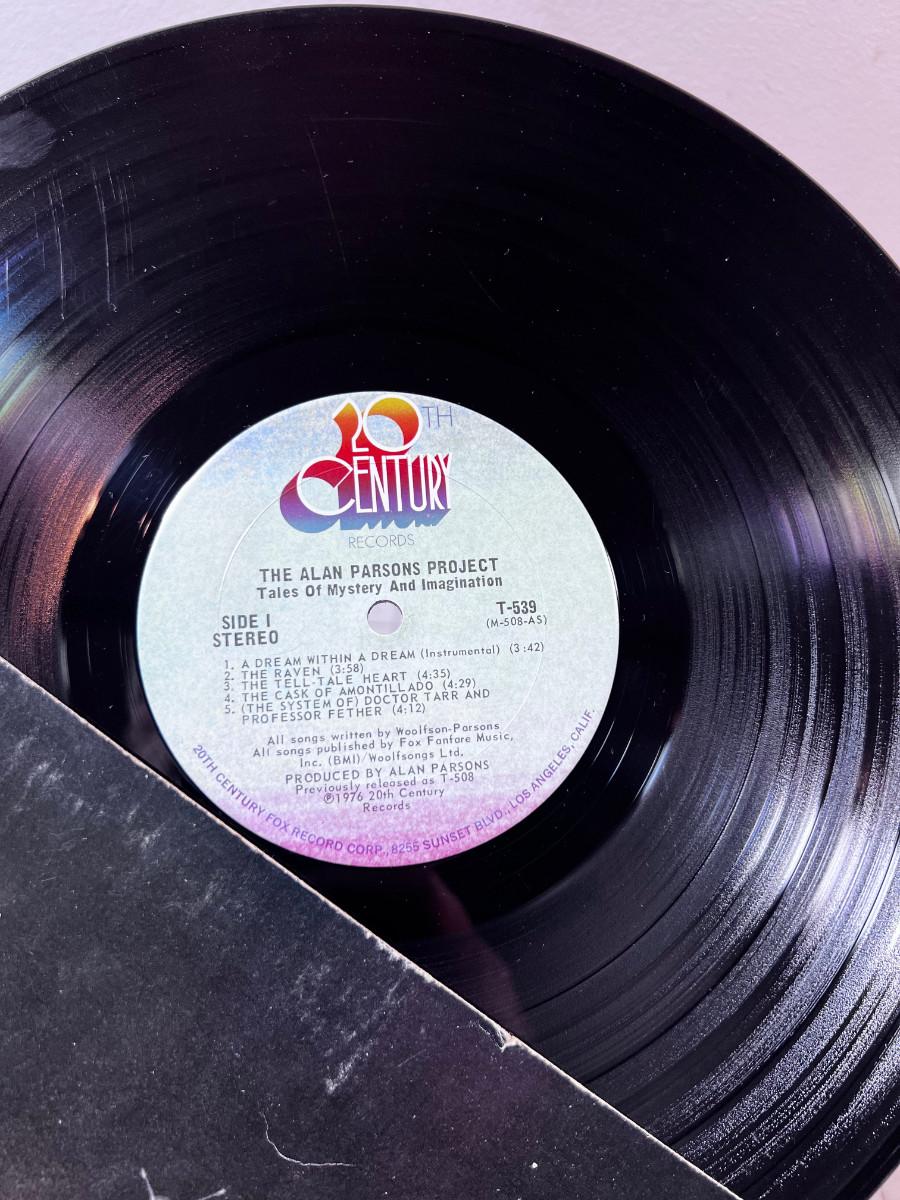 20TH
CENTURY
RECORDS
THE ALAN PARSONS PROJECT
Tales Of Mystery And Imagination
SIDE I
STEREO
T-539
(M-508-AS)
1. A DREAM WITHIN A DREAM (Instrumental) (3:42)
2. THE RAVEN (3:58)
3. THE TELL-TALE HEART (4:35)
4. THE CASK OF AMONTILLADO (4:29)
5. (THE SYSTEM OF) DOCTOR TARR AND
PROFESSOR FETHER (4:12)
All songs written by Woolfson-Parsons
All songs published by Fox Fanfare Music,
Inc. (BMI)/Woolfsongs Ltd.
PRODUCED BY ALAN PARSONS
Previously released as T-508
℗1976 20th Century
Records
20TH CENTURY FOX RECORD CORP., 8255 SUNSET BLVD., LOS ANGELES, CALIF.